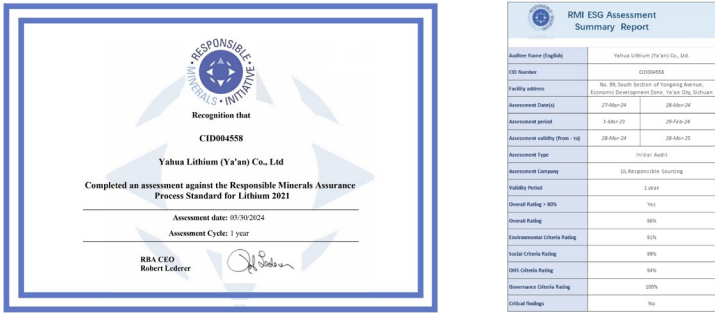 RESPONSIBLE
MINERALS • INITIATIVE
Recognition that
CID004558
Yahua Lithium (Ya'an) Co., Ltd
Completed an assessment against the Responsible Minerals Assurance
Process Standard for Lithium 2021
Assessment date: 03/30/2024
Assessment Cycle: 1 year
RBA CEO
Robert Lederer
RMI ESG Assessment
Summary Report
Auditee Name (English) Yahua Lithium (Ya'an) Co., Ltd.
CID Number CID004558
Facility address No. 99, South Section of Yongxing Avenue,
Economic Development Zone, Ya'an City, Sichuan.
Assessment Date(s) 27-Mar-24 28-Mar-24
Assessment period 1-Mar-23 29-Feb-24
Assessment validity (from - to) 28-Mar-24 28-Mar-25
Assessment Type Initial Audit
Assessment Company UL Responsible Sourcing
Validity Period 1 year
Overall Rating > 80% Yes
Overall Rating 96%
Environmental Criteria Rating 91%
Social Criteria Rating 99%
OHS Criteria Rating 94%
Governance Criteria Rating 100%
Critical findings No